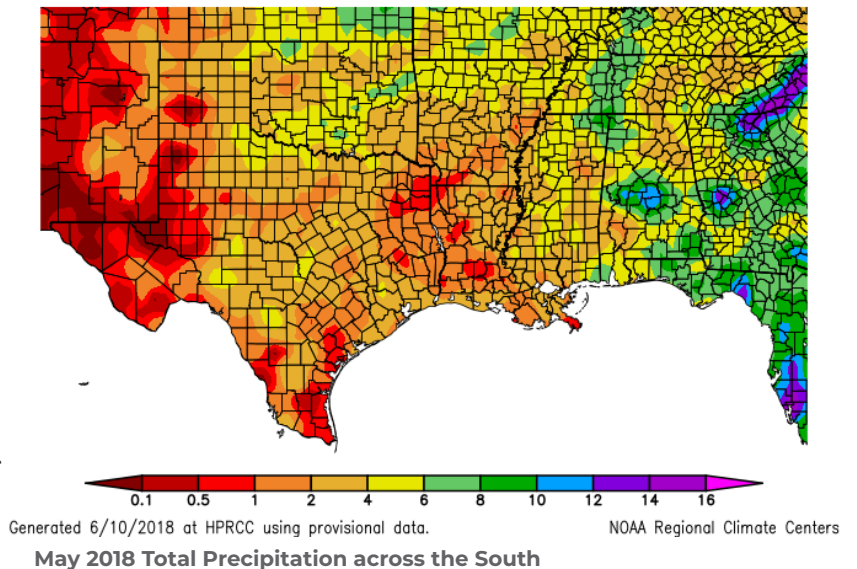 0.1 0.5 1 2 4 6 8 10 12 14 16
Generated 6/10/2018 at HPRCC using provisional data. NOAA Regional Climate Centers
May 2018 Total Precipitation across the South